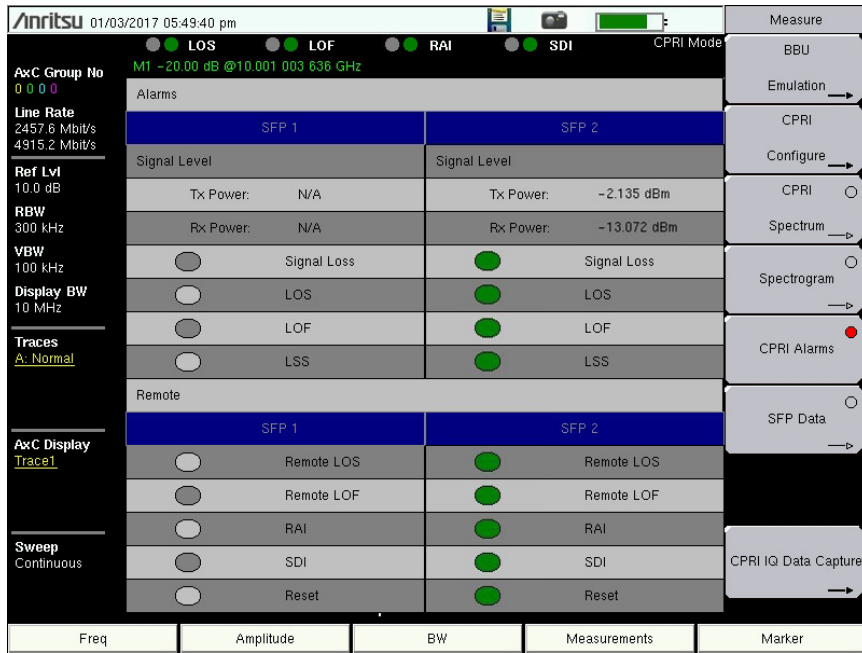 /Inritsu 01/03/2017 05:49:40 pm
LOS LOF RAI SDI CPRI Mode
M1 -20.00 dB @10.001 003 636 GHz
AxC Group No
0 0 0 0
Line Rate
2457.6 Mbit/s
4915.2 Mbit/s
Ref Lvl
10.0 dB
RBW
300 kHz
VBW
100 kHz
Display BW
10 MHz
Traces
A: Normal
AxC Display
Trace1
Sweep
Continuous
Alarms
SFP 1 SFP 2
Signal Level Signal Level
Tx Power: N/A Tx Power: -2.135 dBm
Rx Power: N/A Rx Power: -13.072 dBm
Signal Loss Signal Loss
LOS LOS
LOF LOF
LSS LSS
Remote
SFP 1 SFP 2
Remote LOS Remote LOS
Remote LOF Remote LOF
RAI RAI
SDI SDI
Reset Reset
Measure
BBU
Emulation
CPRI
Configure
CPRI
Spectrum
Spectrogram
CPRI Alarms
SFP Data
CPRI IQ Data Capture
Freq Amplitude BW Measurements Marker